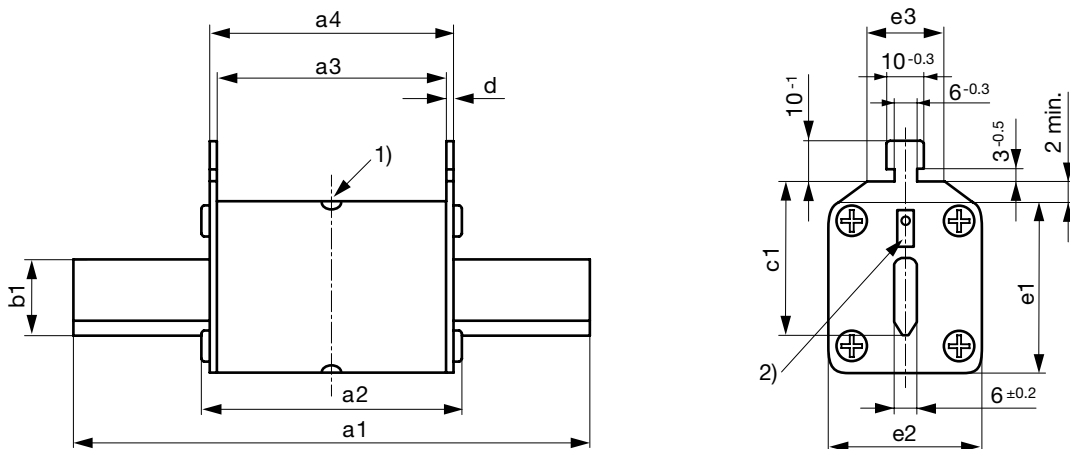 a4
a3
d
1)
b1
a2
a1
e3
10-0.3
6-0.3
10-1
3-0.5
2 min.
c1
e1
2)
6 ±0.2
e2